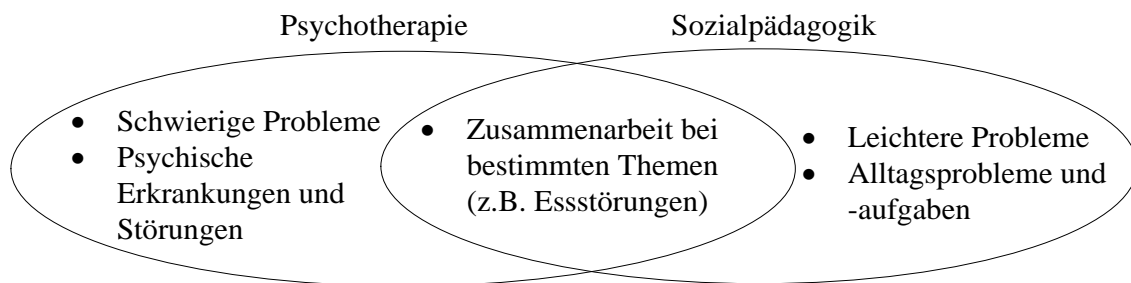 Psychotherapie
Sozialpädagogik
• Schwierige Probleme
• Psychische
Erkrankungen und
Störungen
• Zusammenarbeit bei
bestimmten Themen
(z.B. Essstörungen)
• Leichtere Probleme
• Alltagsprobleme und
-aufgaben